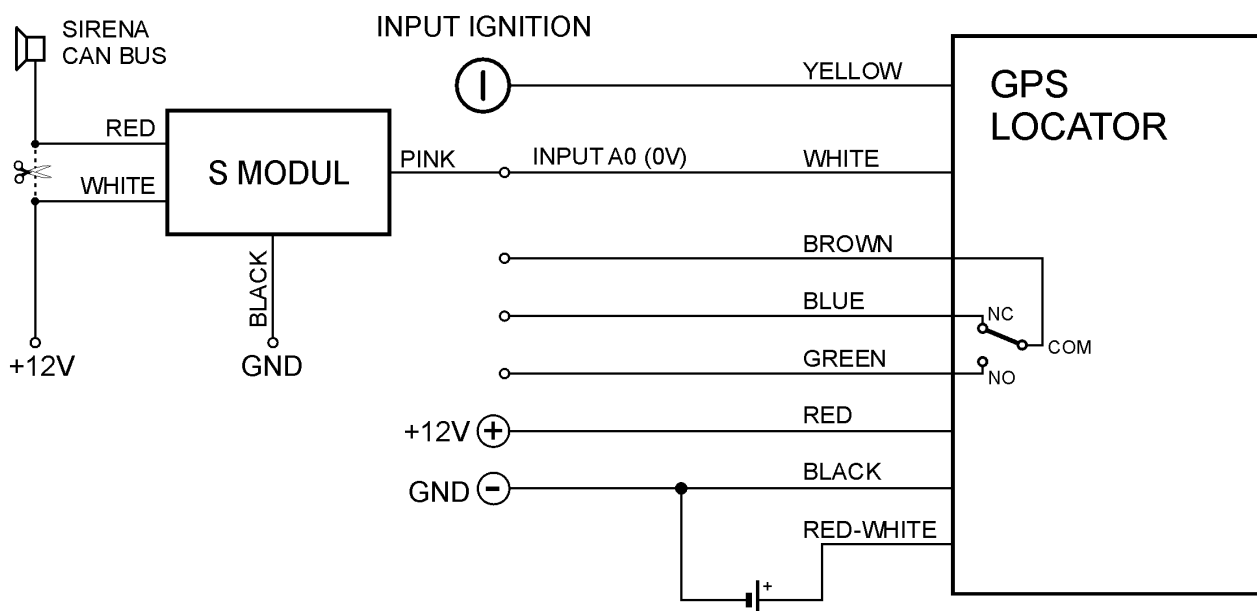 SIRENA
CAN BUS
INPUT IGNITION
YELLOW
GPS
LOCATOR
RED
S MODUL
PINK
INPUT A0 (0V)
WHITE
WHITE
BLACK
BROWN
BLUE
NC
COM
GREEN
NO
+12V
GND
+12V
+
RED
GND
-
BLACK
RED-WHITE
+